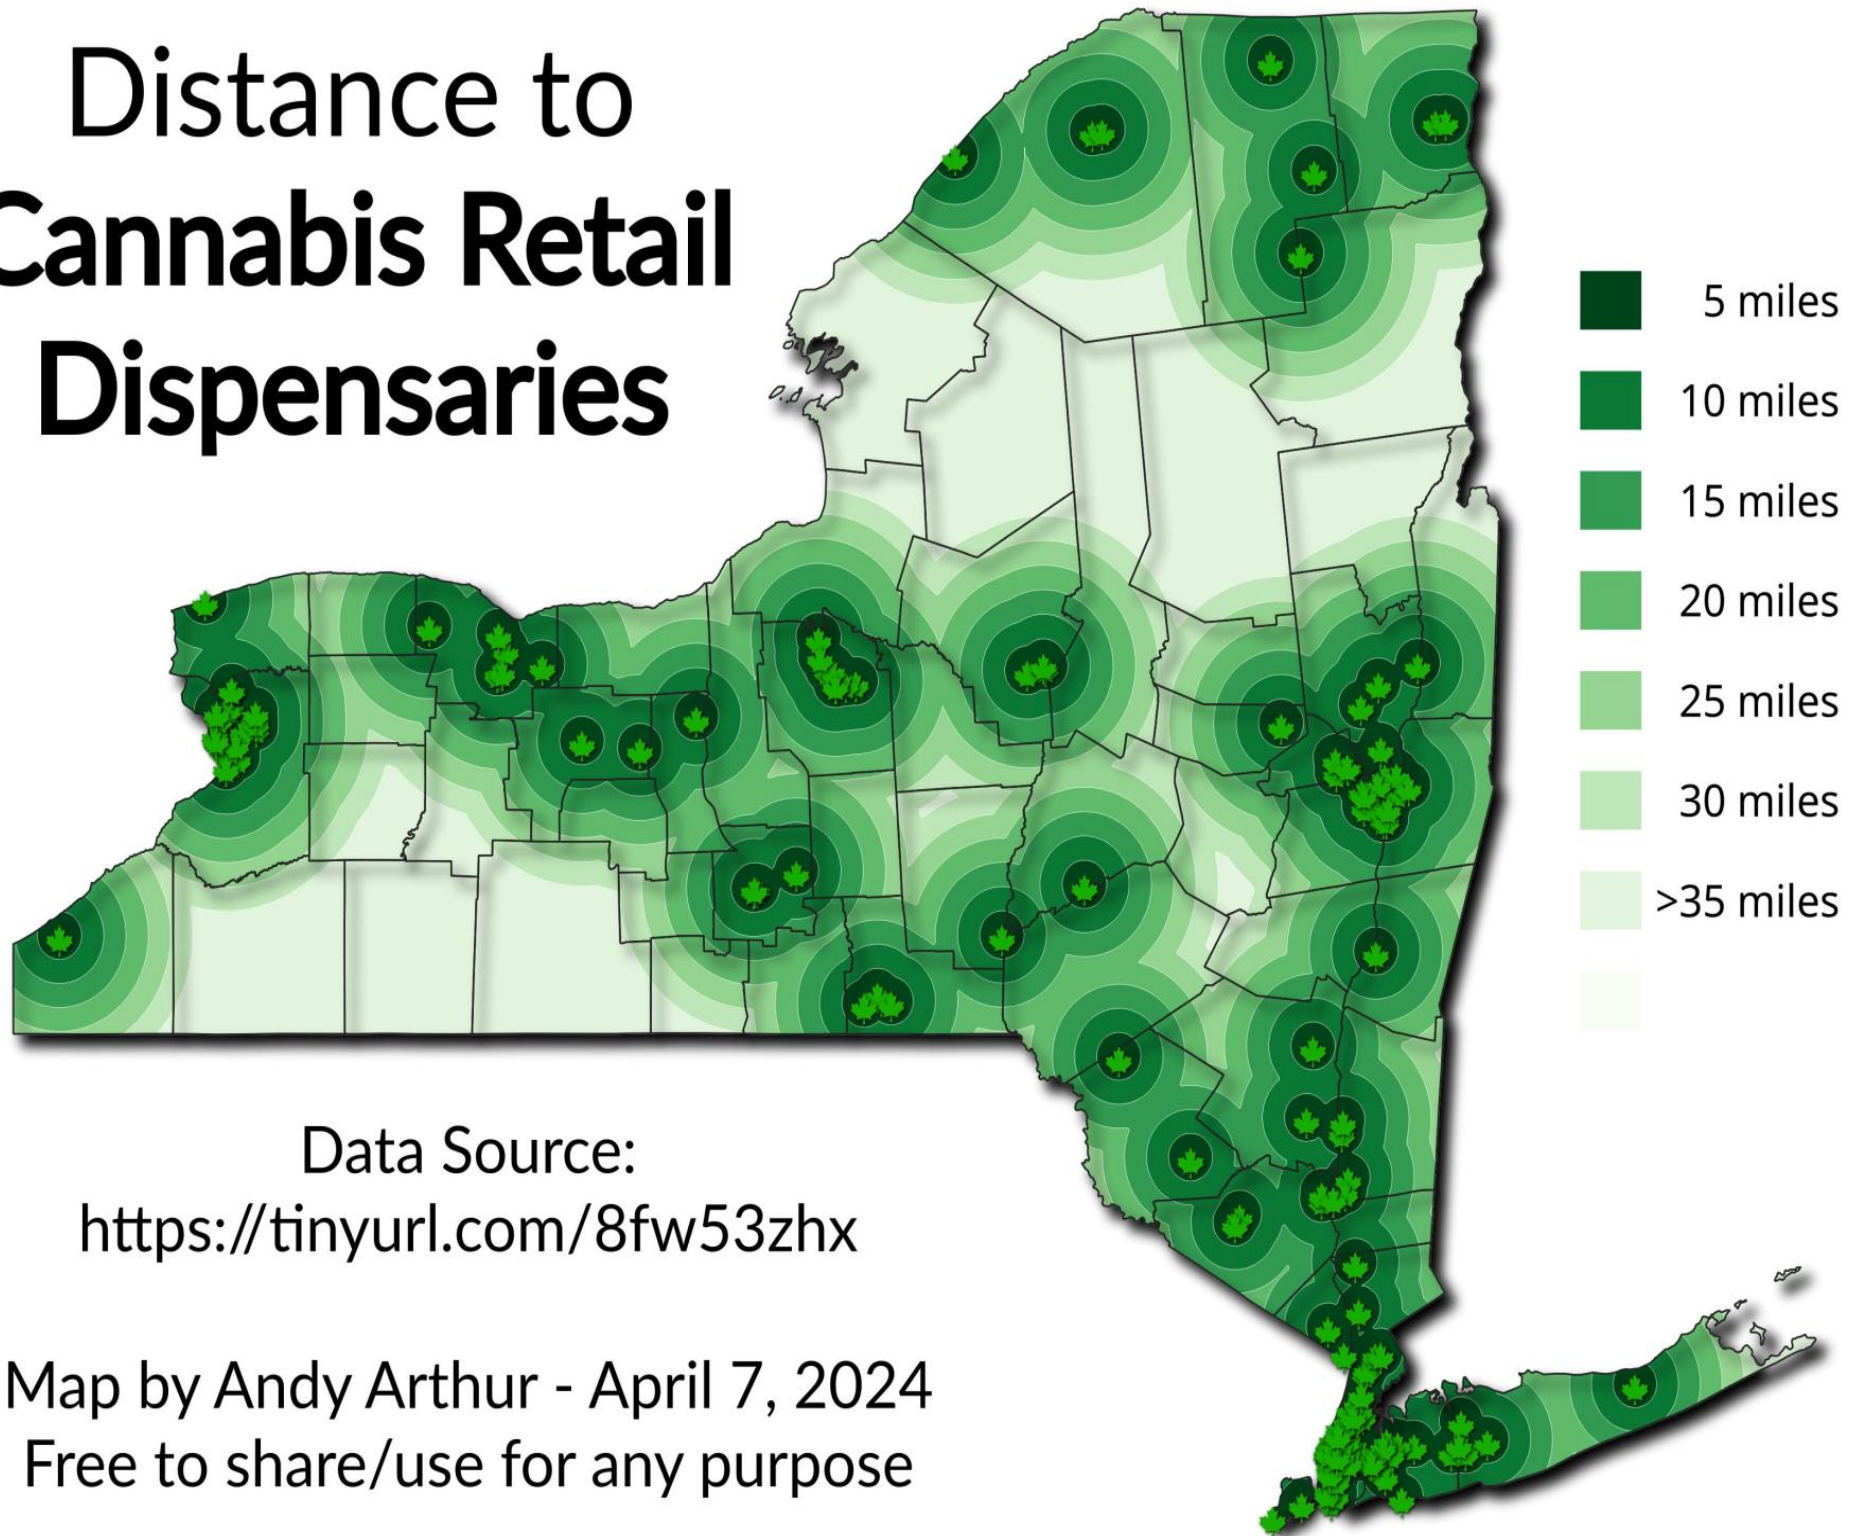 Distance to
Cannabis Retail
Dispensaries
5 miles
10 miles
15 miles
20 miles
25 miles
30 miles
>35 miles
Data Source:
https://tinyurl.com/8fw53zhx
Map by Andy Arthur - April 7, 2024
Free to share/use for any purpose